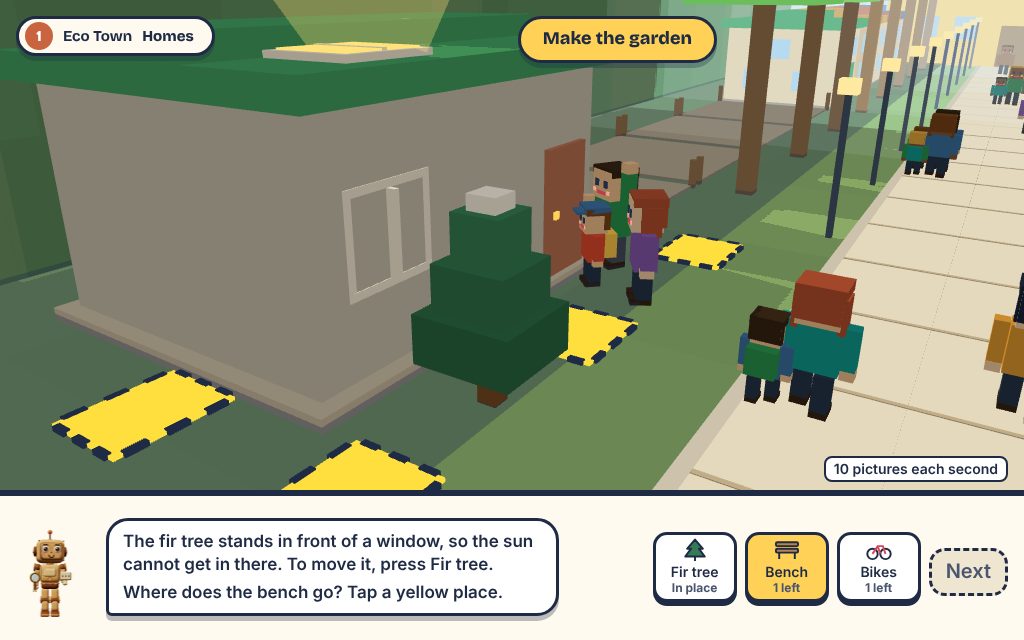 1 Eco Town Homes
Make the garden
10 pictures each second
The fir tree stands in front of a window, so the sun
cannot get in there. To move it, press Fir tree.
Where does the bench go? Tap a yellow place.
Fir tree
In place
Bench
1 left
Bikes
1 left
Next